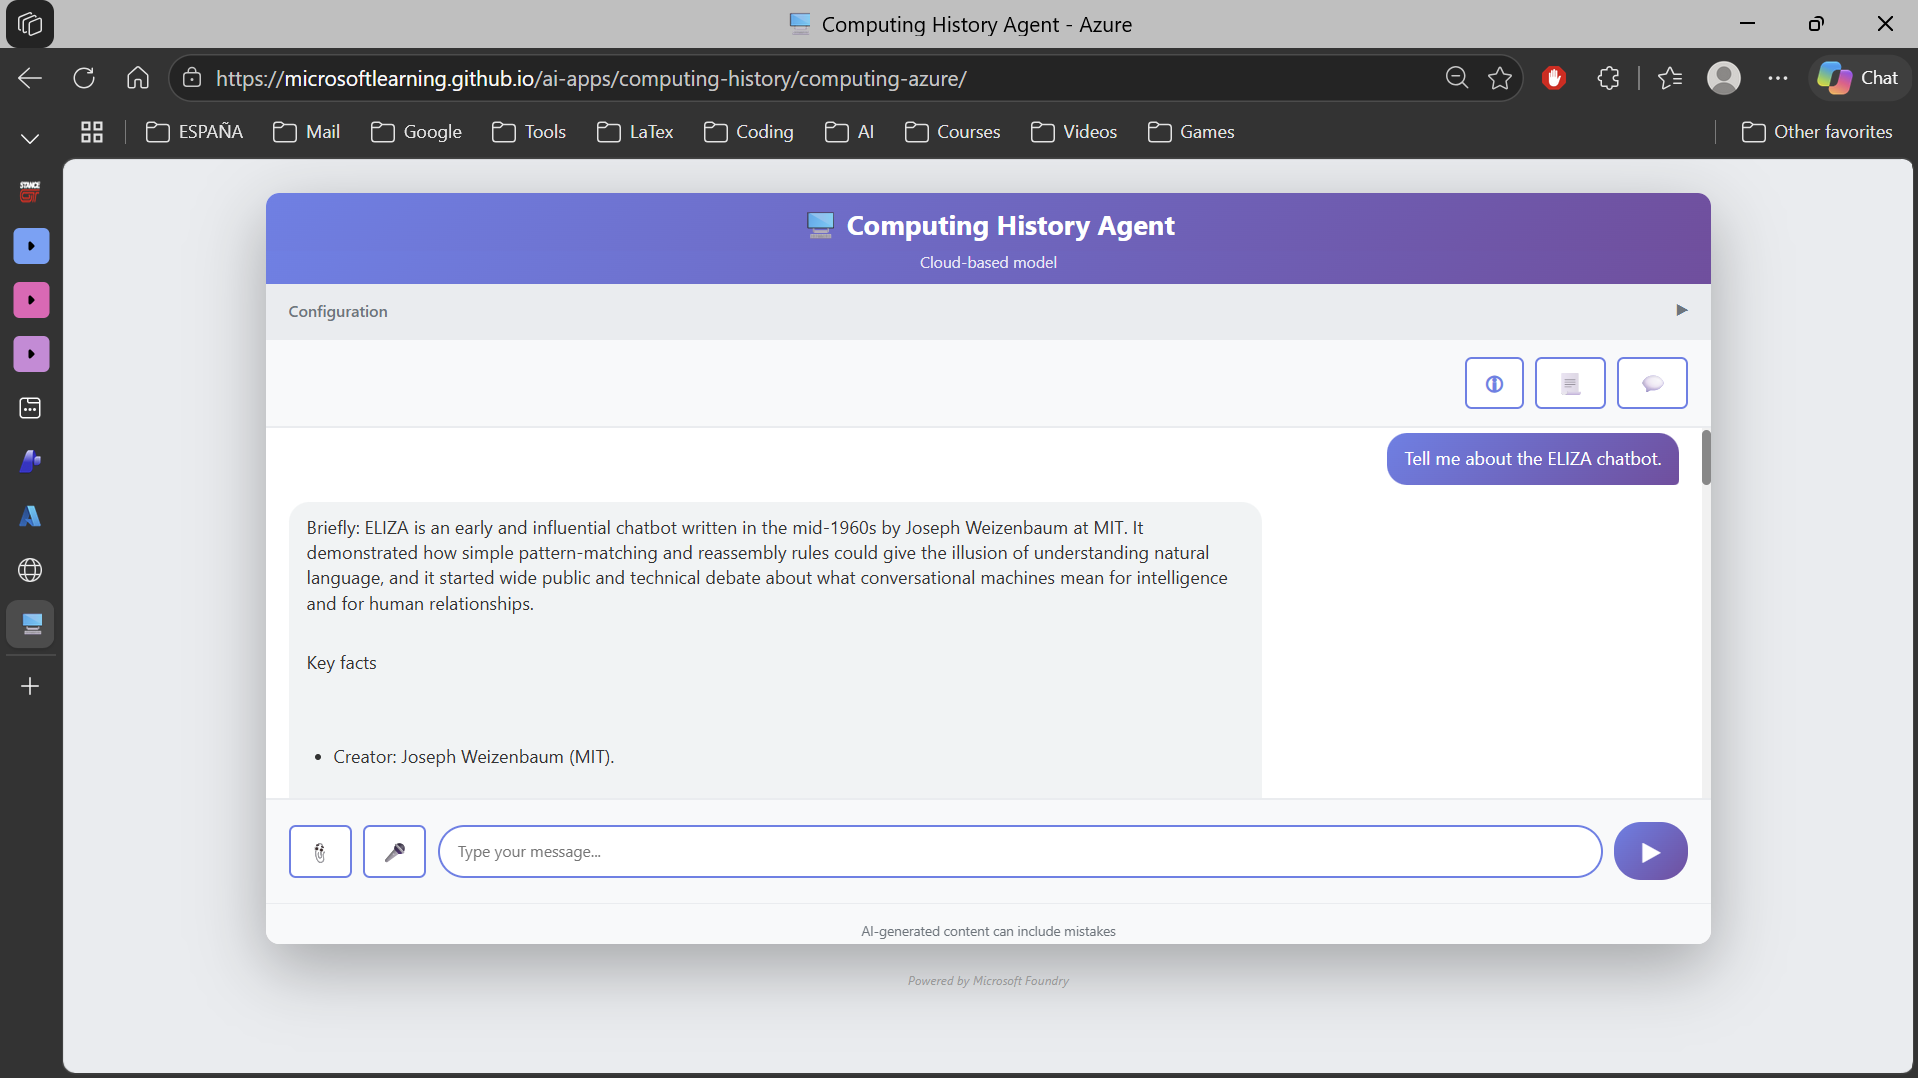 Computing History Agent - Azure
https://microsoftlearning.github.io/ai-apps/computing-history/computing-azure/
Chat
ESPAÑA
Mail
Google
Tools
LaTex
Coding
AI
Courses
Videos
Games
Other favorites
STANCE
Computing History Agent
Cloud-based model
Configuration
Tell me about the ELIZA chatbot.
Briefly: ELIZA is an early and influential chatbot written in the mid-1960s by Joseph Weizenbaum at MIT. It
demonstrated how simple pattern-matching and reassembly rules could give the illusion of understanding natural
language, and it started wide public and technical debate about what conversational machines mean for intelligence
and for human relationships.
Key facts
• Creator: Joseph Weizenbaum (MIT).
Type your message...
AI-generated content can include mistakes
Powered by Microsoft Foundry